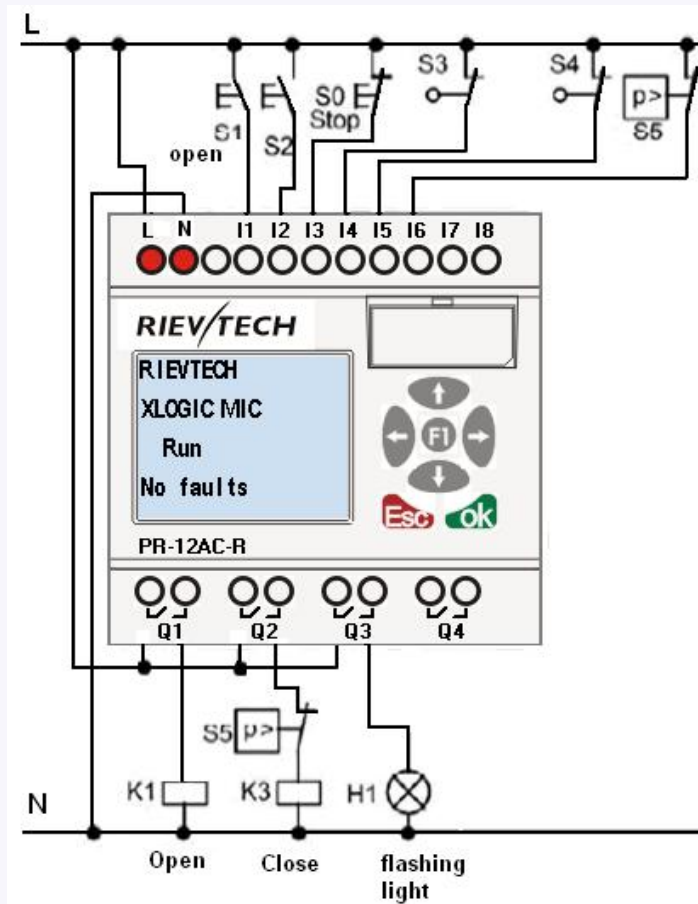 L
S1
open
S2
S0
Stop
S3
S4
p>
S5
L N I1 I2 I3 I4 I5 I6 I7 I8
RIEVTECH
RIEVTECH
XLOGIC MIC
Run
No faults
F1
Esc ok
PR-12AC-R
Q1 Q2 Q3 Q4
S5 p>
K1 K3 H1
N
Open Close flashing
light